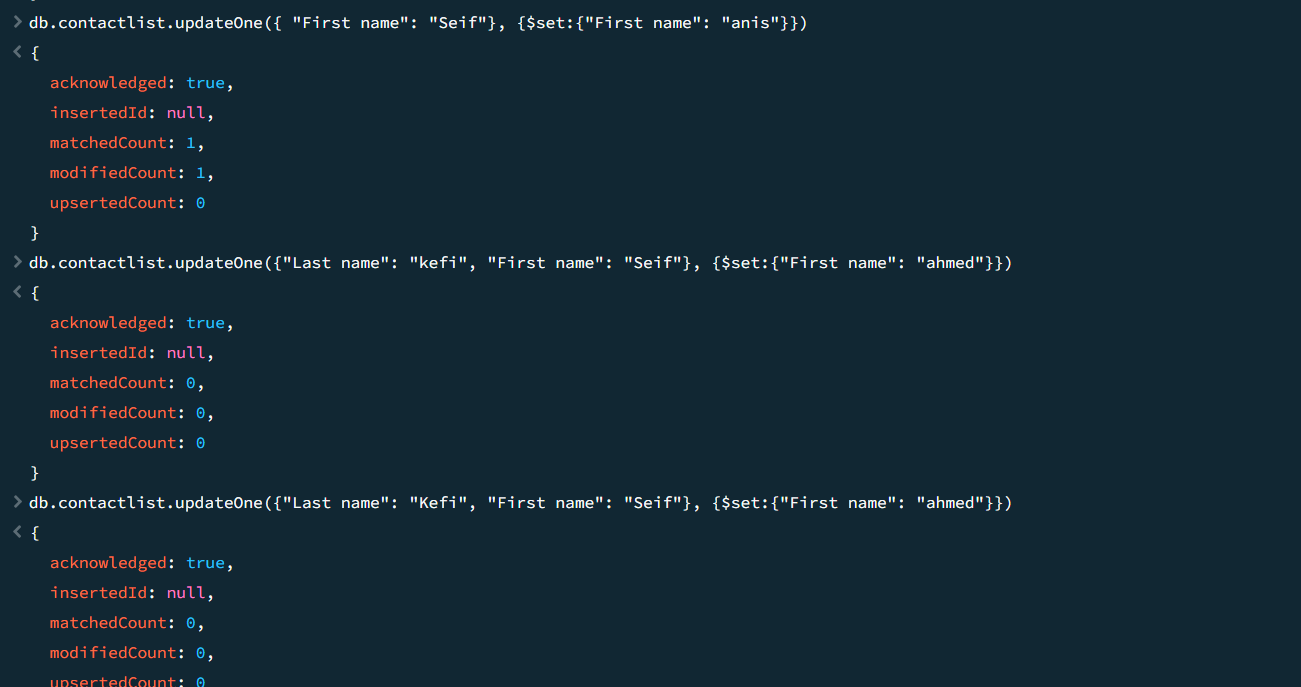 > db.contactlist.updateOne({ "First name": "Seif"}, {$set:{"First name": "anis"}})
< {
acknowledged: true,
insertedId: null,
matchedCount: 1,
modifiedCount: 1,
upsertedCount: 0
}
> db.contactlist.updateOne({"Last name": "kefi", "First name": "Seif"}, {$set:{"First name": "ahmed"}})
< {
acknowledged: true,
insertedId: null,
matchedCount: 0,
modifiedCount: 0,
upsertedCount: 0
}
> db.contactlist.updateOne({"Last name": "Kefi", "First name": "Seif"}, {$set:{"First name": "ahmed"}})
< {
acknowledged: true,
insertedId: null,
matchedCount: 0,
modifiedCount: 0,
upsertedCount: 0